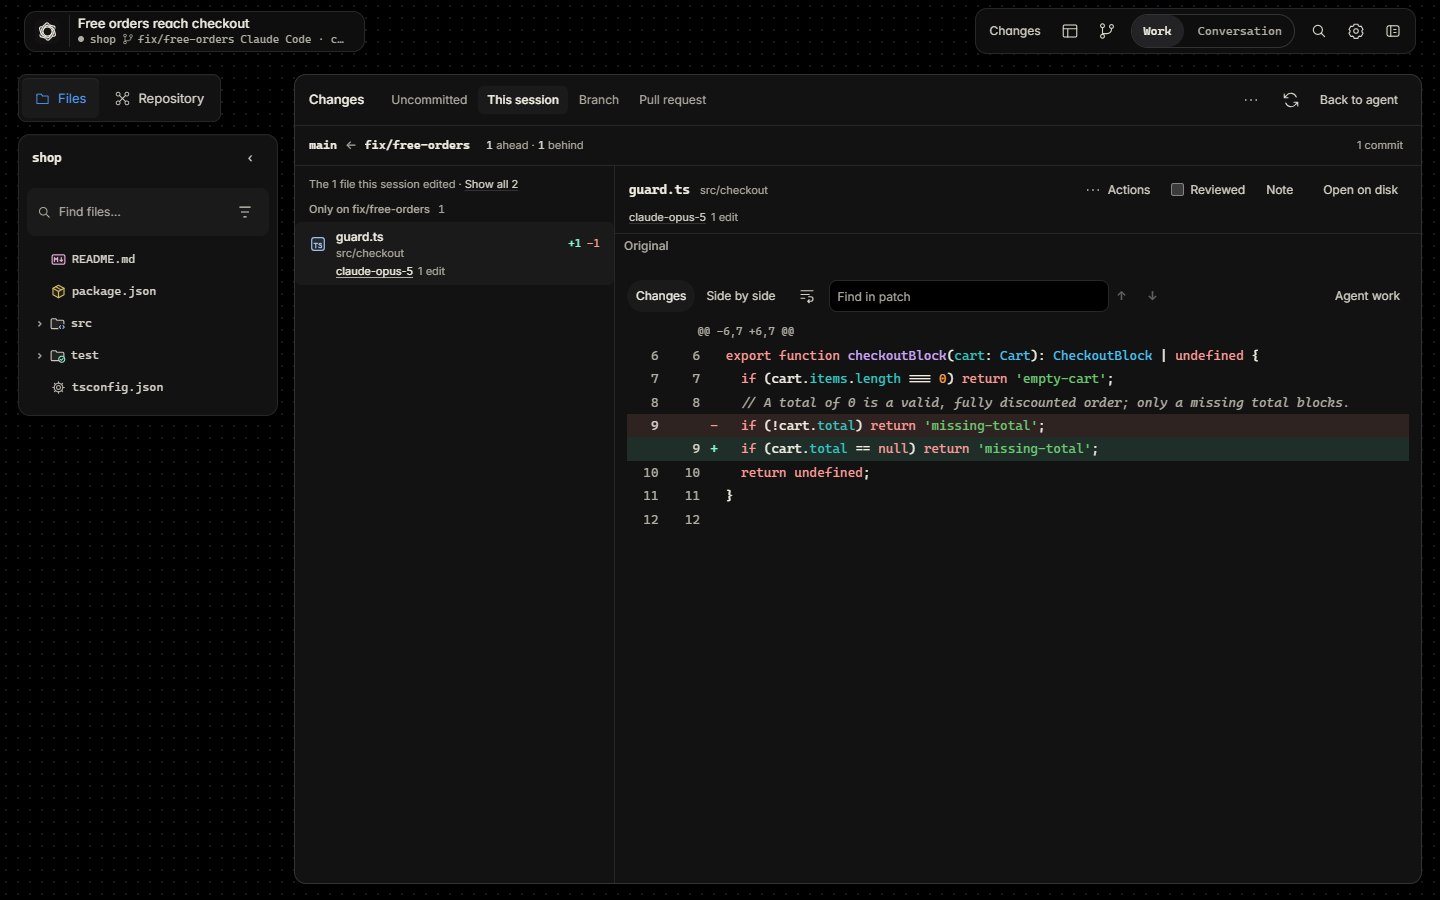 Free orders reach checkout
shop fix/free-orders Claude Code · c…
Changes
Work
Conversation
Files
Repository
shop
Find files...
README.md
package.json
src
test
tsconfig.json
Changes
Uncommitted
This session
Branch
Pull request
Back to agent
main ← fix/free-orders 1 ahead · 1 behind
1 commit
The 1 file this session edited · Show all 2
Only on fix/free-orders 1
guard.ts
src/checkout
claude-opus-5 1 edit
+1 −1
guard.ts src/checkout
claude-opus-5 1 edit
··· Actions
Reviewed
Note
Open on disk
Original
Changes
Side by side
Find in patch
Agent work
@@ -6,7 +6,7 @@
6 6 export function checkoutBlock(cart: Cart): CheckoutBlock | undefined {
7 7 if (cart.items.length === 0) return 'empty-cart';
8 8 // A total of 0 is a valid, fully discounted order; only a missing total blocks.
9 - if (!cart.total) return 'missing-total';
9 + if (cart.total == null) return 'missing-total';
10 10 return undefined;
11 11 }
12 12